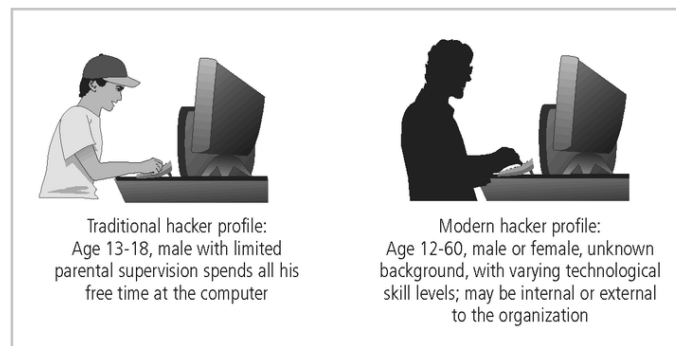 Traditional hacker profile:
Age 13-18, male with limited
parental supervision spends all his
free time at the computer
Modern hacker profile:
Age 12-60, male or female, unknown
background, with varying technological
skill levels; may be internal or external
to the organization